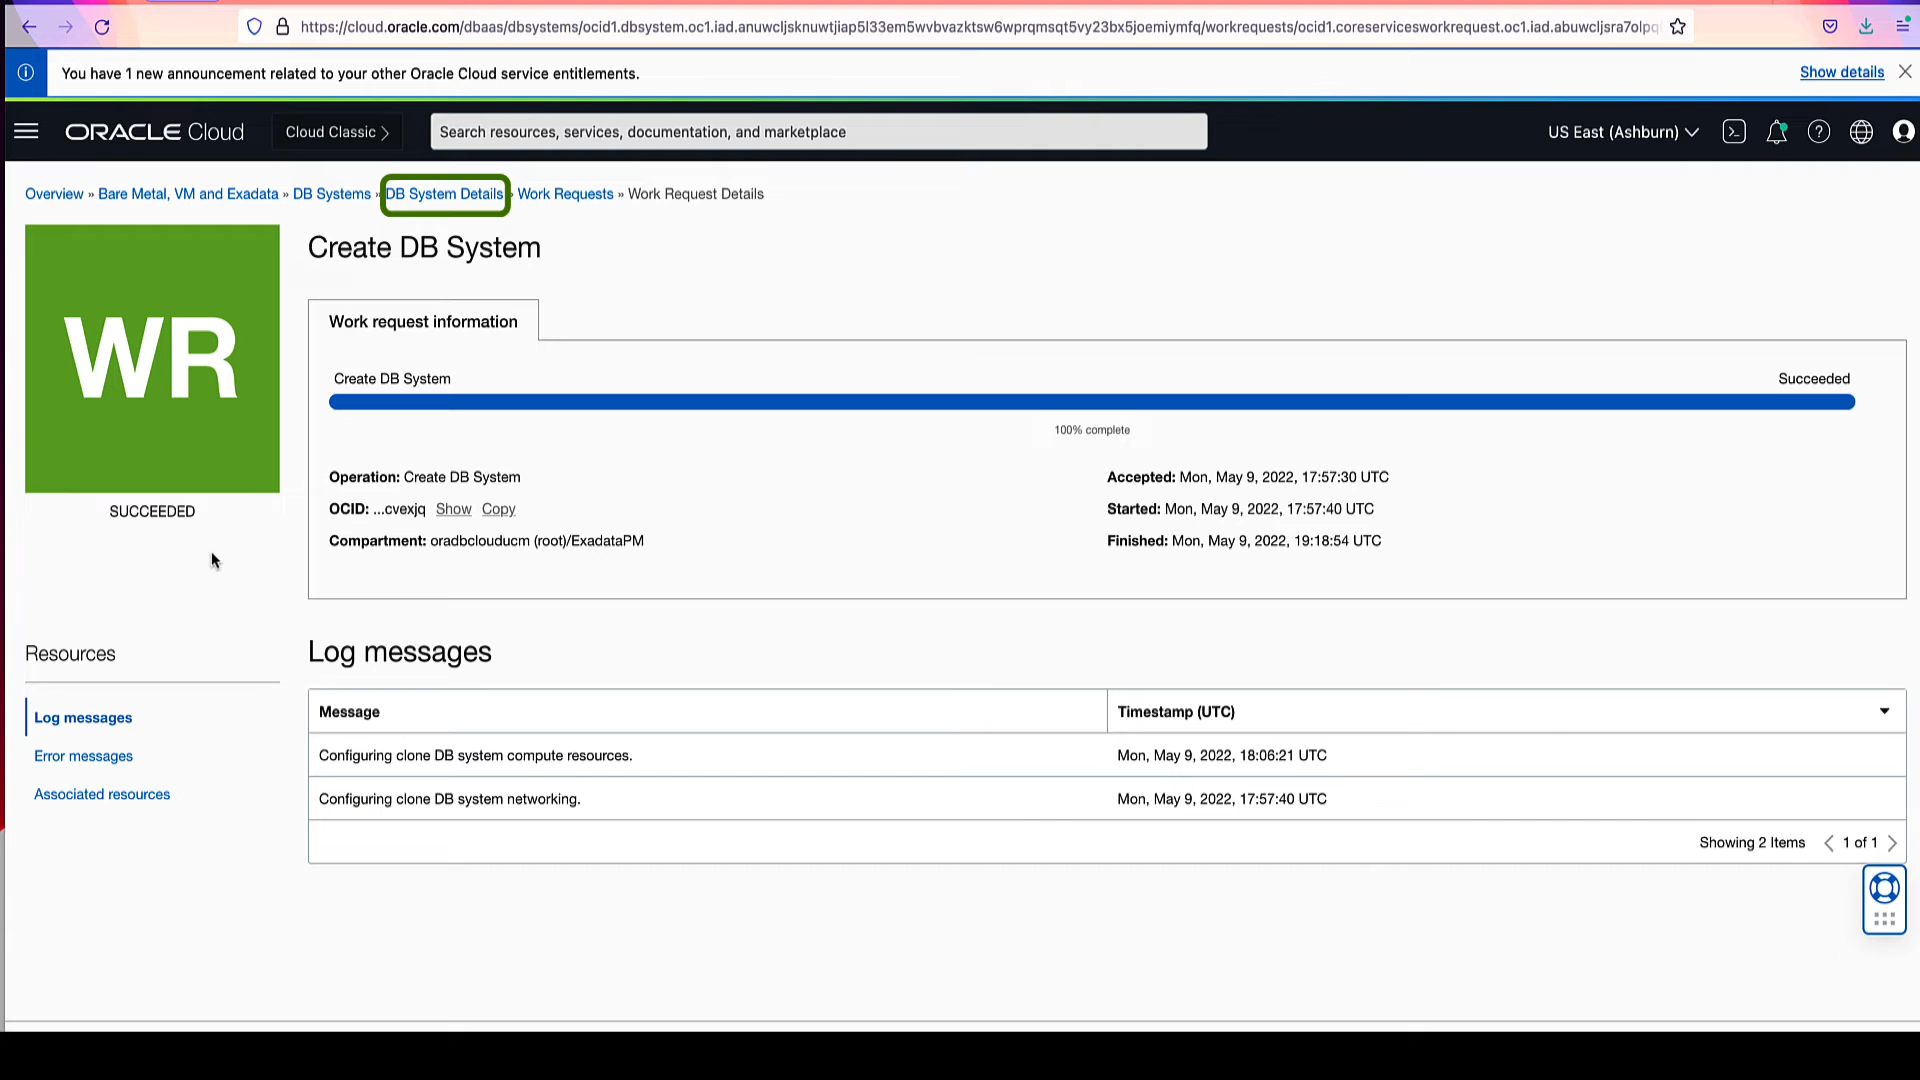 https://cloud.oracle.com/dbaas/dbsystems/ocid1.dbsystem.oc1.iad.anuwcljsknuwtjiap5l33em5wvbvazktsw6wprqmsqt5vy23bx5joemiymfq/workrequests/ocid1.coreservicesworkrequest.oc1.iad.abuwcljsra7olpq
You have 1 new announcement related to your other Oracle Cloud service entitlements.
Show details
ORACLE Cloud
Cloud Classic
Search resources, services, documentation, and marketplace
US East (Ashburn)
Overview » Bare Metal, VM and Exadata » DB Systems » DB System Details » Work Requests » Work Request Details
WR
SUCCEEDED
Create DB System
Work request information
Create DB System
Succeeded
100% complete
Operation: Create DB System
OCID: ...cvexjq Show Copy
Compartment: oradbclouducm (root)/ExadataPM
Accepted: Mon, May 9, 2022, 17:57:30 UTC
Started: Mon, May 9, 2022, 17:57:40 UTC
Finished: Mon, May 9, 2022, 19:18:54 UTC
Resources
Log messages
Error messages
Associated resources
Log messages
Message Timestamp (UTC)
Configuring clone DB system compute resources. Mon, May 9, 2022, 18:06:21 UTC
Configuring clone DB system networking. Mon, May 9, 2022, 17:57:40 UTC
Showing 2 Items < 1 of 1 >